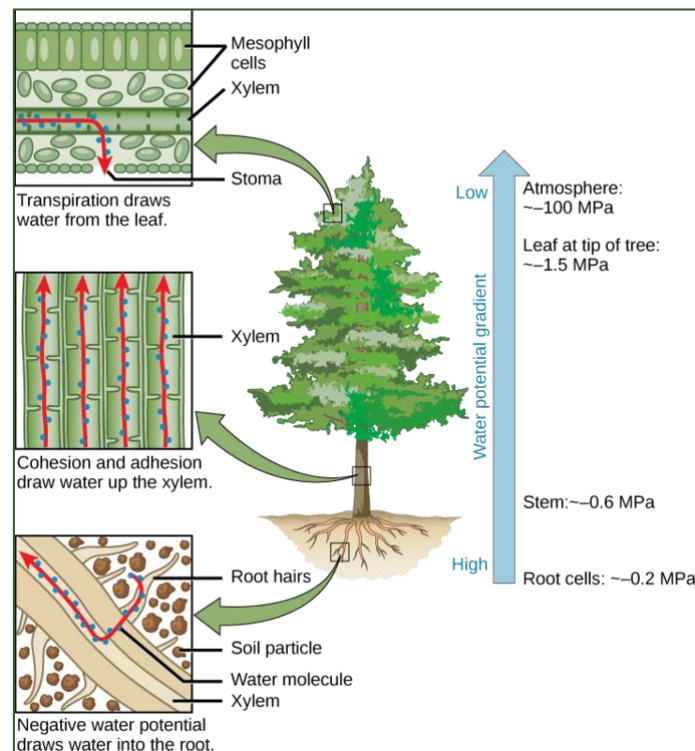 Mesophyll
cells
Xylem
Stoma
Transpiration draws
water from the leaf.
Xylem
Cohesion and adhesion
draw water up the xylem.
Root hairs
Soil particle
Water molecule
Xylem
Negative water potential
draws water into the root.
Low
Water potential gradient
High
Atmosphere:
~–100 MPa
Leaf at tip of tree:
~–1.5 MPa
Stem:~–0.6 MPa
Root cells: ~–0.2 MPa